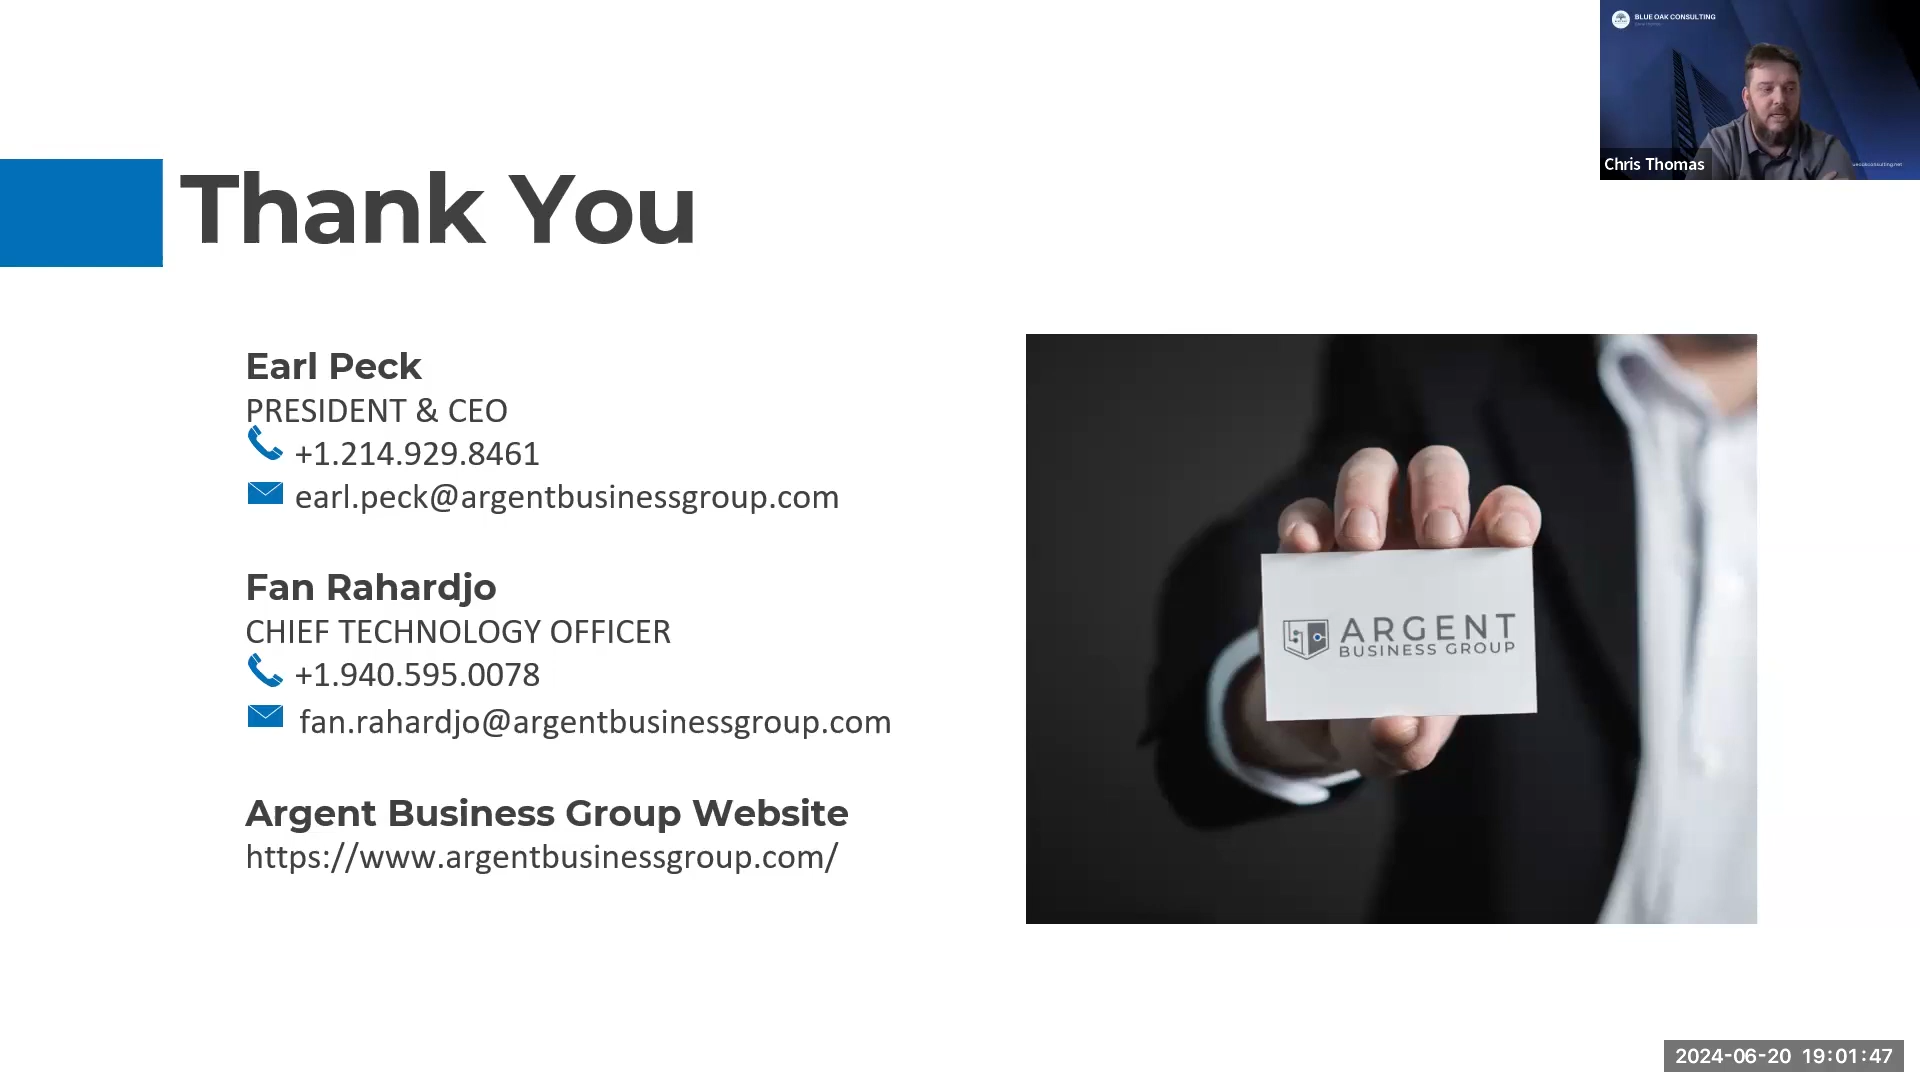 BLUE OAK CONSULTING
Chris Thomas
Thank You
Earl Peck
PRESIDENT & CEO
+1.214.929.8461
earl.peck@argentbusinessgroup.com
Fan Rahardjo
CHIEF TECHNOLOGY OFFICER
+1.940.595.0078
fan.rahardjo@argentbusinessgroup.com
Argent Business Group Website
https://www.argentbusinessgroup.com/
ARGENT
BUSINESS GROUP
2024-06-20 19:01:47